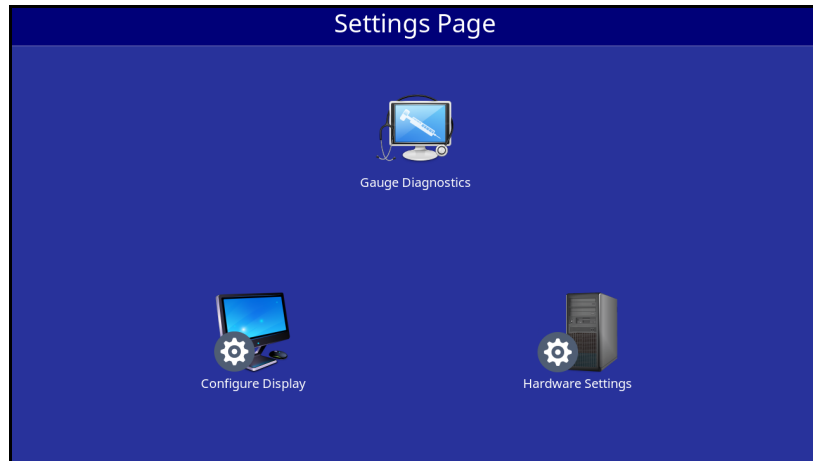 Settings Page
Gauge Diagnostics
Configure Display
Hardware Settings